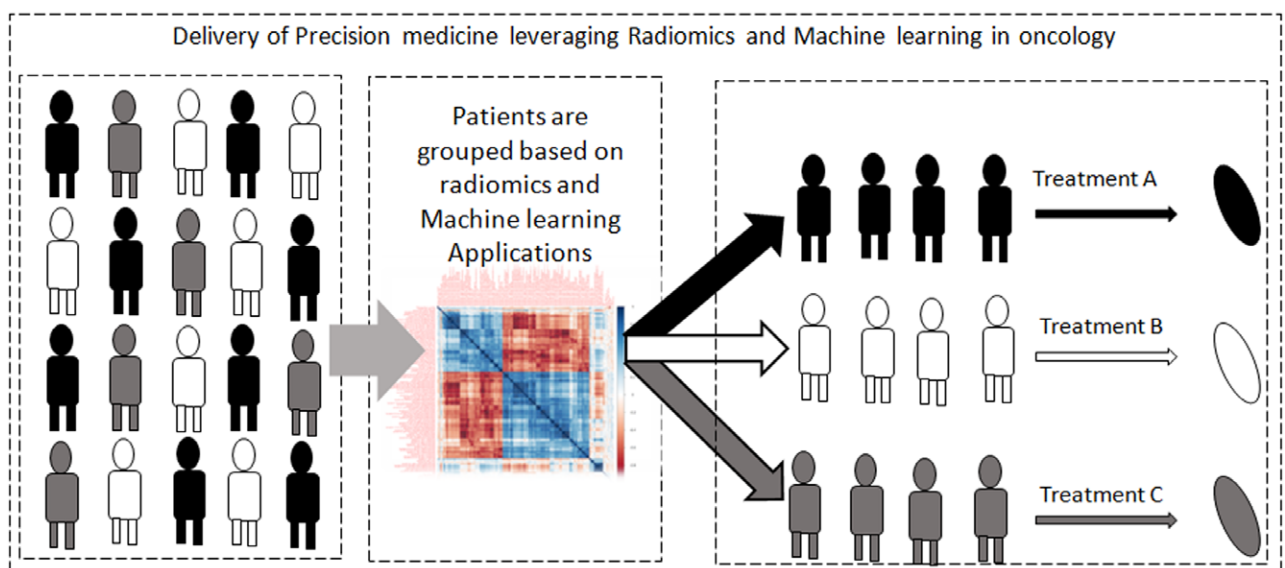 Delivery of Precision medicine leveraging Radiomics and Machine learning in oncology
Patients are
grouped based on
radiomics and
Machine learning
Applications
Treatment A
Treatment B
Treatment C